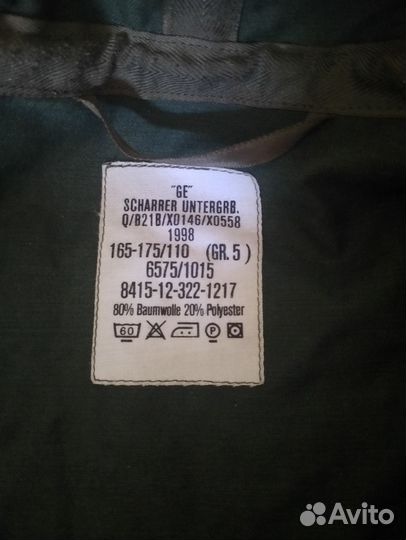 "GE"
SCHARRER UNTERGRB.
Q/B21B/X0146/X0558
1998
165-175/110 (GR.5)
6575/1015
8415-12-322-1217
80% Baumwolle 20% Polyester
60 P
Avito